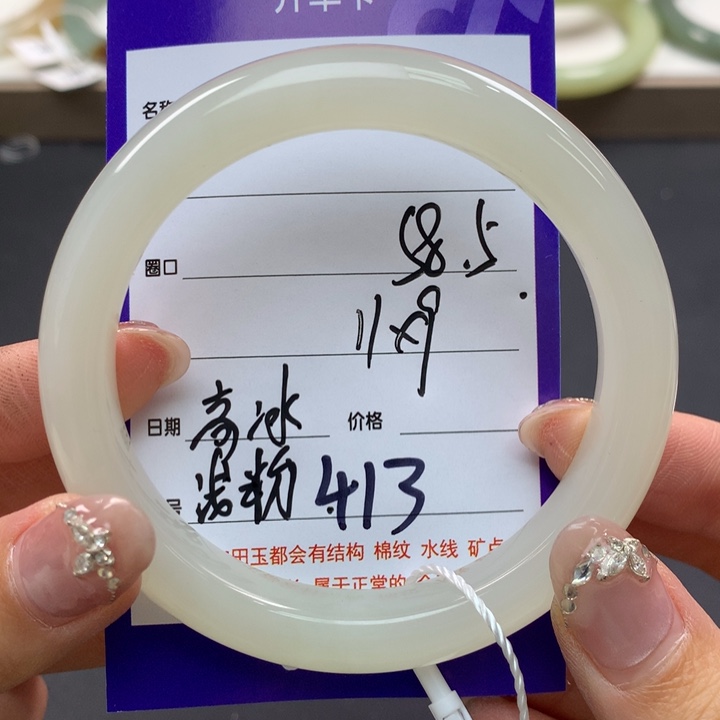 名称
58.5
圈口
11×9
日期 高冰 价格
号 粉 413
田玉都会有结构 棉纹 水线 矿点
属于正常的